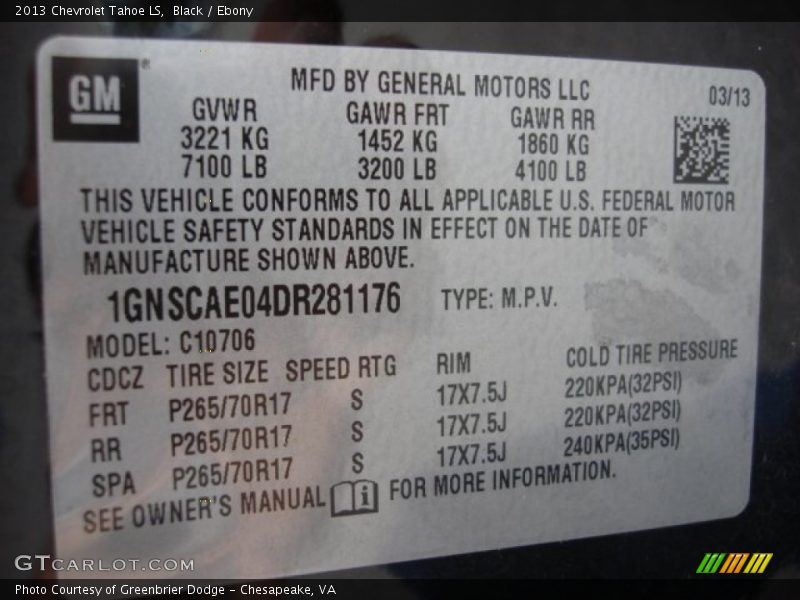 2013 Chevrolet Tahoe LS, Black / Ebony
GM®
MFD BY GENERAL MOTORS LLC
03/13
GVWR GAWR FRT GAWR RR
3221 KG 1452 KG 1860 KG
7100 LB 3200 LB 4100 LB
THIS VEHICLE CONFORMS TO ALL APPLICABLE U.S. FEDERAL MOTOR
VEHICLE SAFETY STANDARDS IN EFFECT ON THE DATE OF
MANUFACTURE SHOWN ABOVE.
1GNSCAE04DR281176 TYPE: M.P.V.
MODEL: C10706
CDCZ TIRE SIZE SPEED RTG RIM COLD TIRE PRESSURE
FRT P265/70R17 S 17X7.5J 220KPA(32PSI)
RR P265/70R17 S 17X7.5J 220KPA(32PSI)
SPA P265/70R17 S 17X7.5J 240KPA(35PSI)
SEE OWNER'S MANUAL i FOR MORE INFORMATION.
GTCARLOT.COM
Photo Courtesy of Greenbrier Dodge - Chesapeake, VA